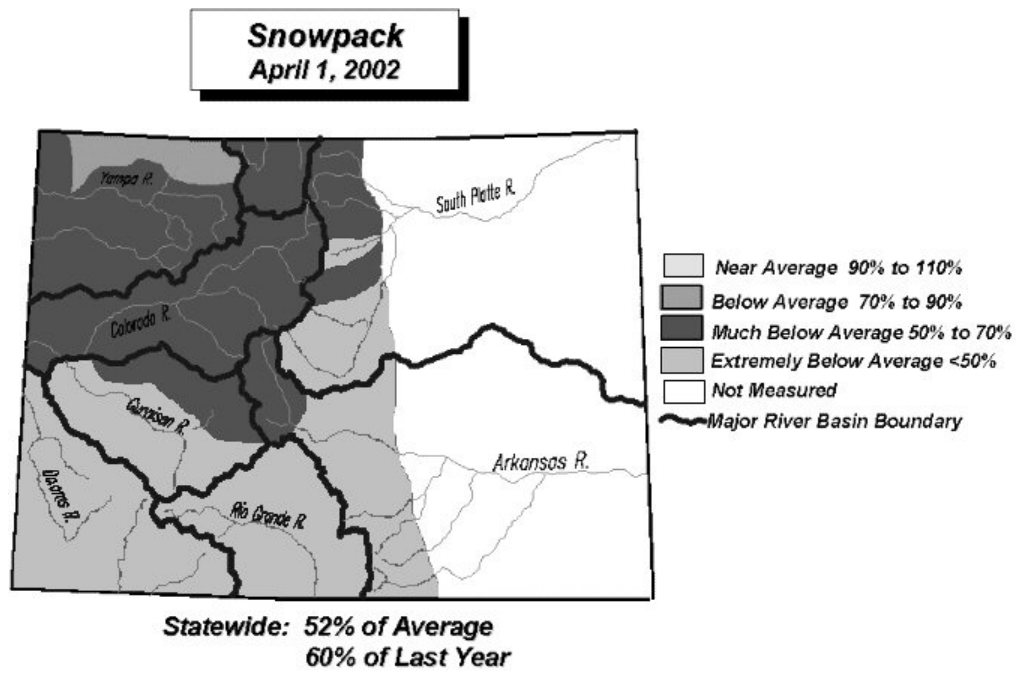 Snowpack
April 1, 2002
Yampa R.
South Platte R.
Near Average 90% to 110%
Below Average 70% to 90%
Colorado R.
Much Below Average 50% to 70%
Extremely Below Average <50%
Not Measured
Gunnison R.
Major River Basin Boundary
Arkansas R.
Dolores R.
Rio Grande R.
Statewide: 52% of Average
60% of Last Year